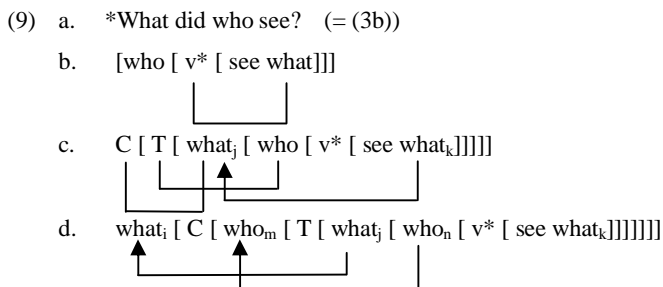 (9) a. *What did who see? (= (3b))
b. [who [ v* [ see what]]]
c. C [ T [ whatj [ who [ v* [ see whatk]]]]]
d. whati [ C [ whom [ T [ whatj [ whon [ v* [ see whatk]]]]]]]